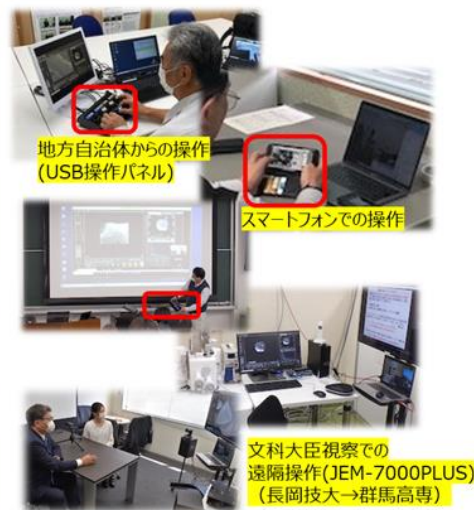 地方自治体からの操作
(USB操作パネル)
スマートフォンでの操作
文科大臣視察での
遠隔操作(JEM-7000PLUS)
（長岡技大→群馬高専）